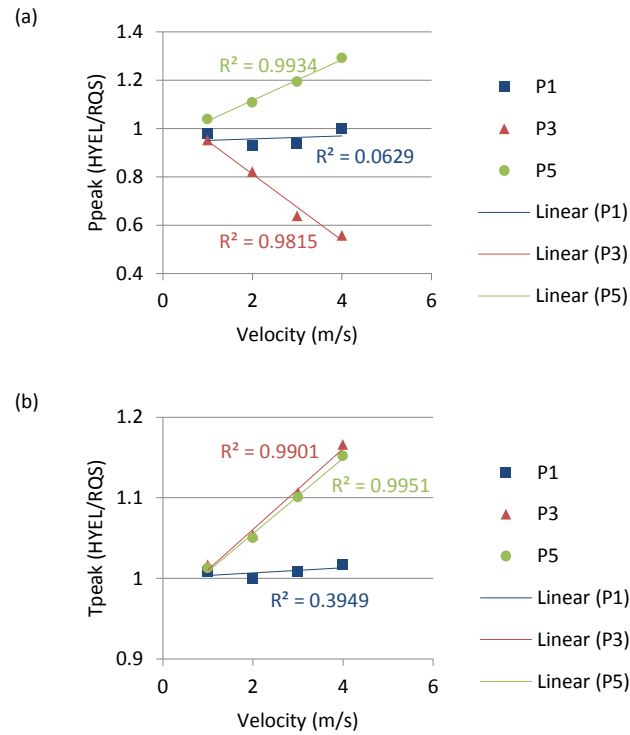 (a)
Ppeak (HYEL/RQS)
1.4
1.2
1
0.8
0.6
0.4
R² = 0.9934
R² = 0.0629
R² = 0.9815
0 2 4 6
Velocity (m/s)
P1
P3
P5
Linear (P1)
Linear (P3)
Linear (P5)
(b)
Tpeak (HYEL/RQS)
1.2
1.1
1
0.9
R² = 0.9901
R² = 0.9951
R² = 0.3949
0 2 4 6
Velocity (m/s)
P1
P3
P5
Linear (P1)
Linear (P3)
Linear (P5)